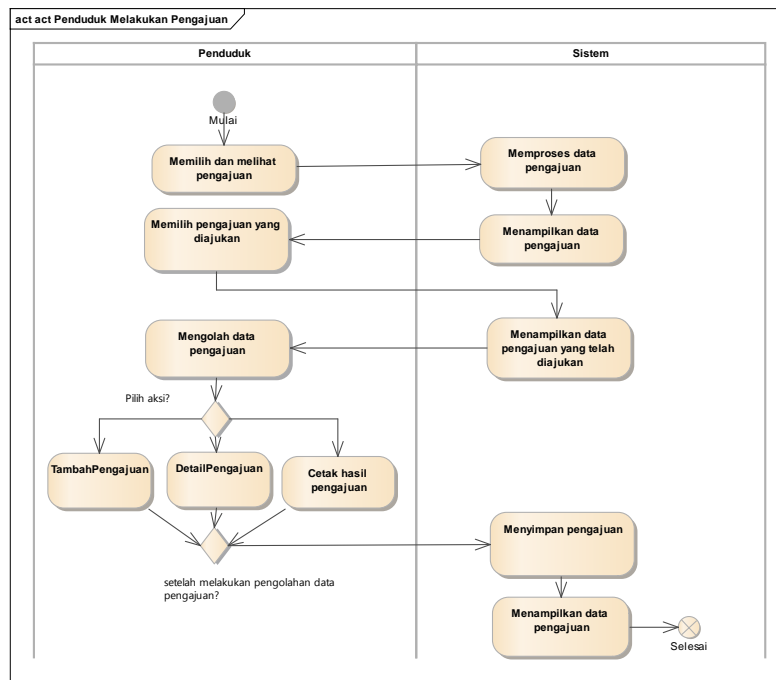 act act Penduduk Melakukan Pengajuan
Penduduk
Sistem
Mulai
Memilih dan melihat
pengajuan
Memproses data
pengajuan
Memilih pengajuan yang
diajukan
Menampilkan data
pengajuan
Mengolah data
pengajuan
Menampilkan data
pengajuan yang telah
diajukan
Pilih aksi?
TambahPengajuan
DetailPengajuan
Cetak hasil
pengajuan
Menyimpan pengajuan
setelah melakukan pengolahan data
pengajuan?
Menampilkan data
pengajuan
Selesai